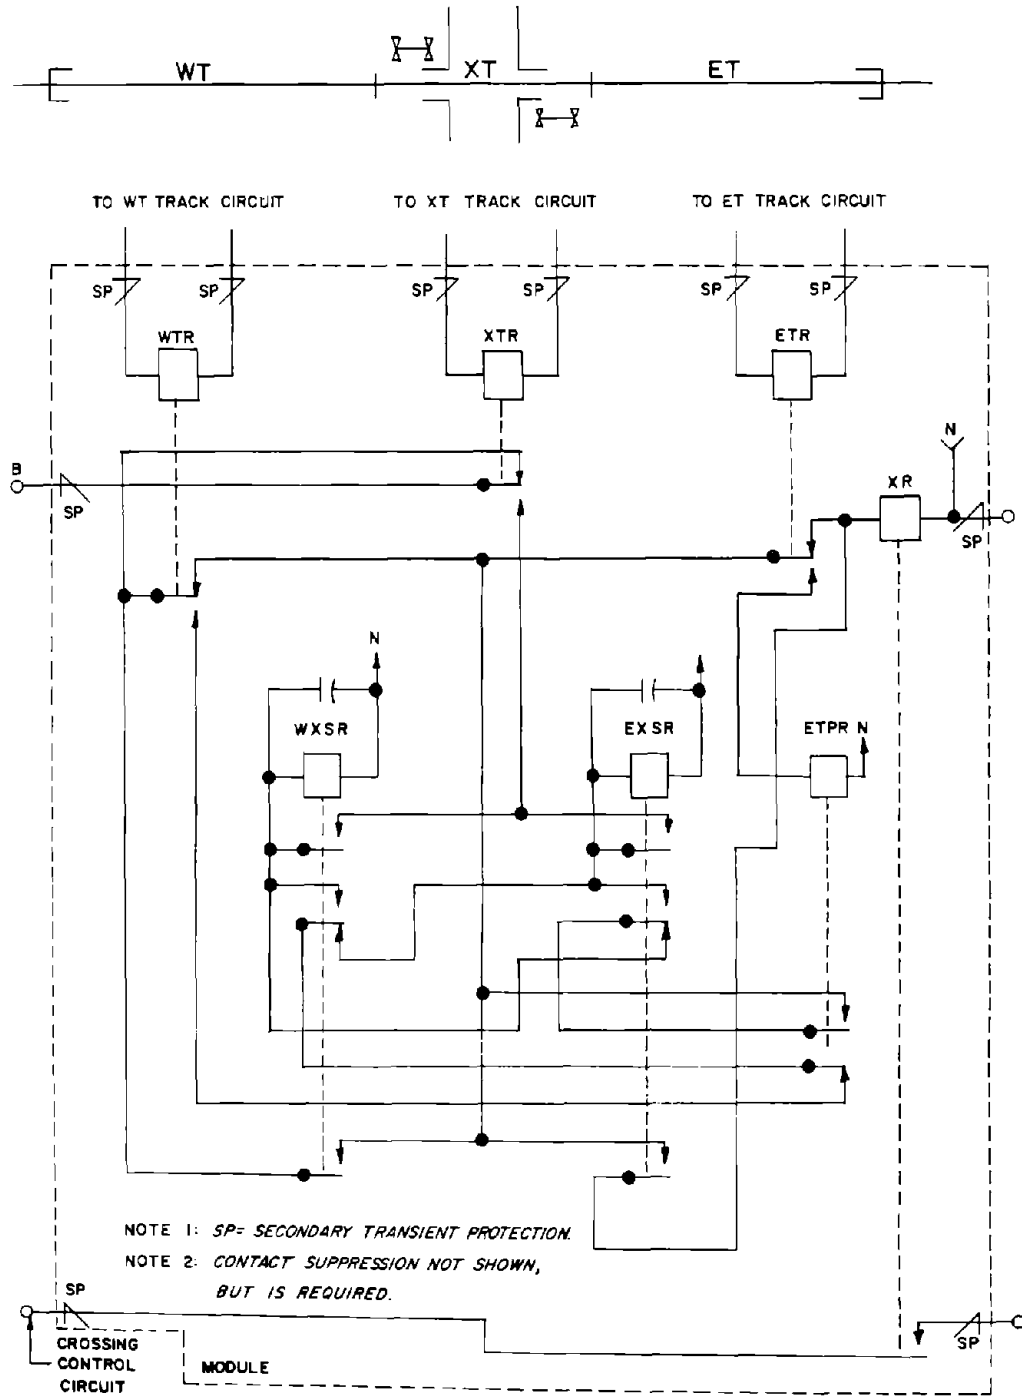 WT XT ET
TO WT TRACK CIRCUIT TO XT TRACK CIRCUIT TO ET TRACK CIRCUIT
SP SP SP SP SP SP
WTR XTR ETR
B
SP
N
XR
SP
N
WXSR EXSR ETPR N
NOTE 1: SP= SECONDARY TRANSIENT PROTECTION.
NOTE 2: CONTACT SUPPRESSION NOT SHOWN,
BUT IS REQUIRED.
SP
SP
CROSSING
CONTROL
CIRCUIT
MODULE